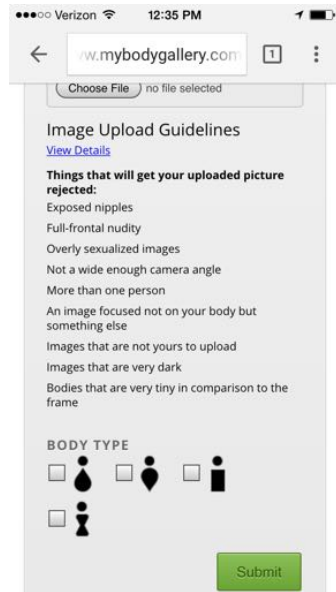 Verizon 12:35 PM
w.mybodygallery.com 1
Choose File no file selected
Image Upload Guidelines
View Details
Things that will get your uploaded picture
rejected:
Exposed nipples
Full-frontal nudity
Overly sexualized images
Not a wide enough camera angle
More than one person
An image focused not on your body but
something else
Images that are not yours to upload
Images that are very dark
Bodies that are very tiny in comparison to the
frame
BODY TYPE
Submit